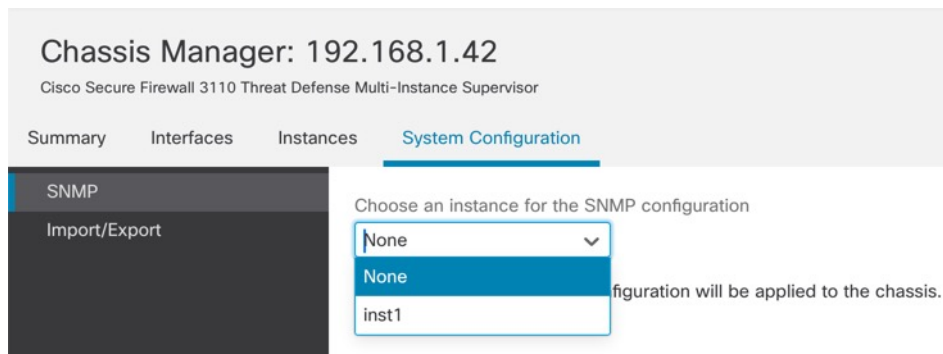 Chassis Manager: 192.168.1.42
Cisco Secure Firewall 3110 Threat Defense Multi-Instance Supervisor
Summary Interfaces Instances System Configuration
SNMP
Import/Export
Choose an instance for the SNMP configuration
None
None
figuration will be applied to the chassis.
inst1